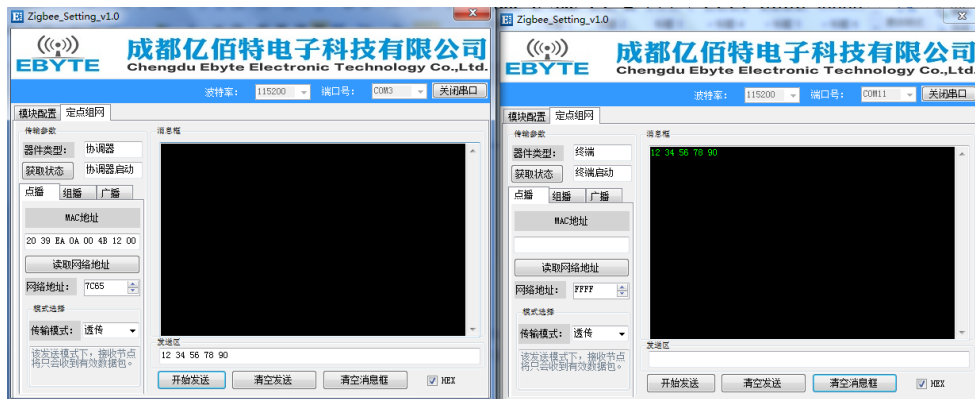 Zigbee_Setting_v1.0
EBYTE
成都亿佰特电子科技有限公司
Chengdu Ebyte Electronic Technology Co.,Ltd.
波特率： 115200 端口号： COM3 关闭串口
模块配置 定点组网
传输参数
器件类型： 协调器
获取状态 协调器启动
点播 组播 广播
MAC地址
20 39 EA 0A 00 4B 12 00
读取网络地址
网络地址： 7C65
模式选择
传输模式： 透传
该发送模式下，接收节点
将只会收到有效数据包。
消息框
发送区
12 34 56 78 90
开始发送 清空发送 清空消息框 HEX
Zigbee_Setting_v1.0
EBYTE
成都亿佰特电子科技有限公司
Chengdu Ebyte Electronic Technology Co.,Ltd.
波特率： 115200 端口号： COM11 关闭串口
模块配置 定点组网
传输参数
器件类型： 终端
获取状态 终端启动
点播 组播 广播
MAC地址
读取网络地址
网络地址： FFFF
模式选择
传输模式： 透传
该发送模式下，接收节点
将只会收到有效数据包。
消息框
12 34 56 78 90
发送区
开始发送 清空发送 清空消息框 HEX